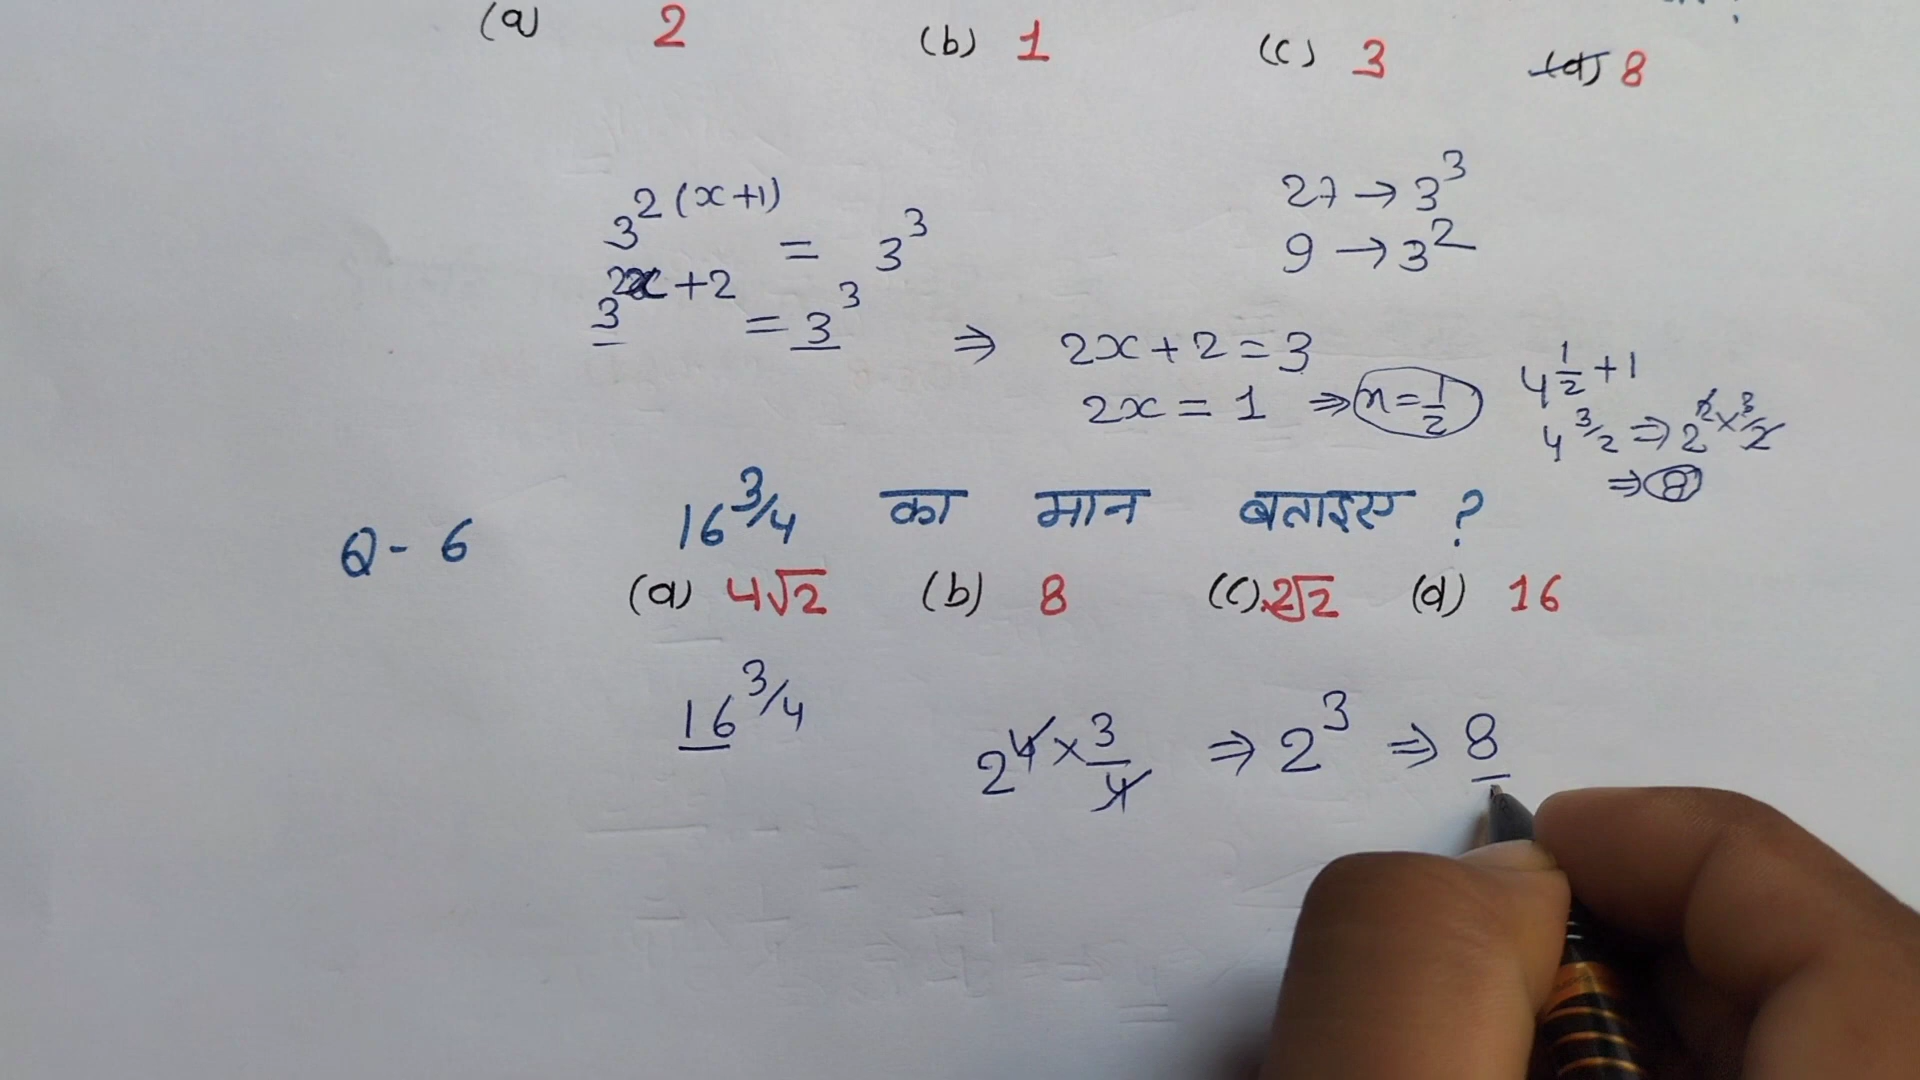 (a) 2 (b) 1 (c) 3 (d) 8
3^2(x+1) = 3^3
27 → 3^3
9 → 3^2
3^2x+2 = 3^3 ⇒ 2x+2=3
2x = 1 ⇒ x=1/2
4^1/2+1
4^3/2 ⇒ 2^2×3/2
⇒ 8
Q- 6 16^3/4 का मान बताइए ?
(a) 4√2 (b) 8 (c) 2√2 (d) 16
16^3/4 2^4×3/4 ⇒ 2^3 ⇒ 8